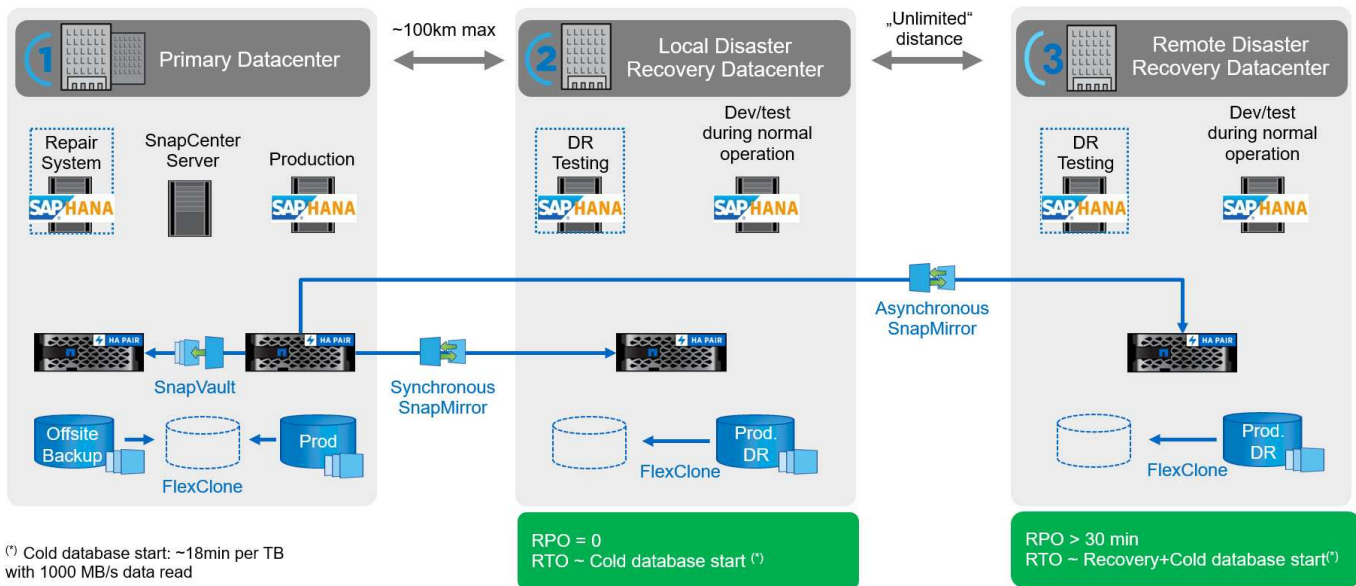 1
Primary Datacenter
~100km max
2
Local Disaster
Recovery Datacenter
„Unlimited“
distance
3
Remote Disaster
Recovery Datacenter
Repair
System
SAP HANA
SnapCenter
Server
Production
SAP HANA
DR
Testing
SAP HANA
Dev/test
during normal
operation
SAP HANA
DR
Testing
SAP HANA
Dev/test
during normal
operation
SAP HANA
Asynchronous
SnapMirror
HA PAIR
HA PAIR
HA PAIR
HA PAIR
SnapVault
Synchronous
SnapMirror
Offsite
Backup
Prod
FlexClone
Prod.
DR
FlexClone
Prod.
DR
FlexClone
(*) Cold database start: ~18min per TB
with 1000 MB/s data read
RPO = 0
RTO ~ Cold database start (*)
RPO > 30 min
RTO ~ Recovery+Cold database start(*)